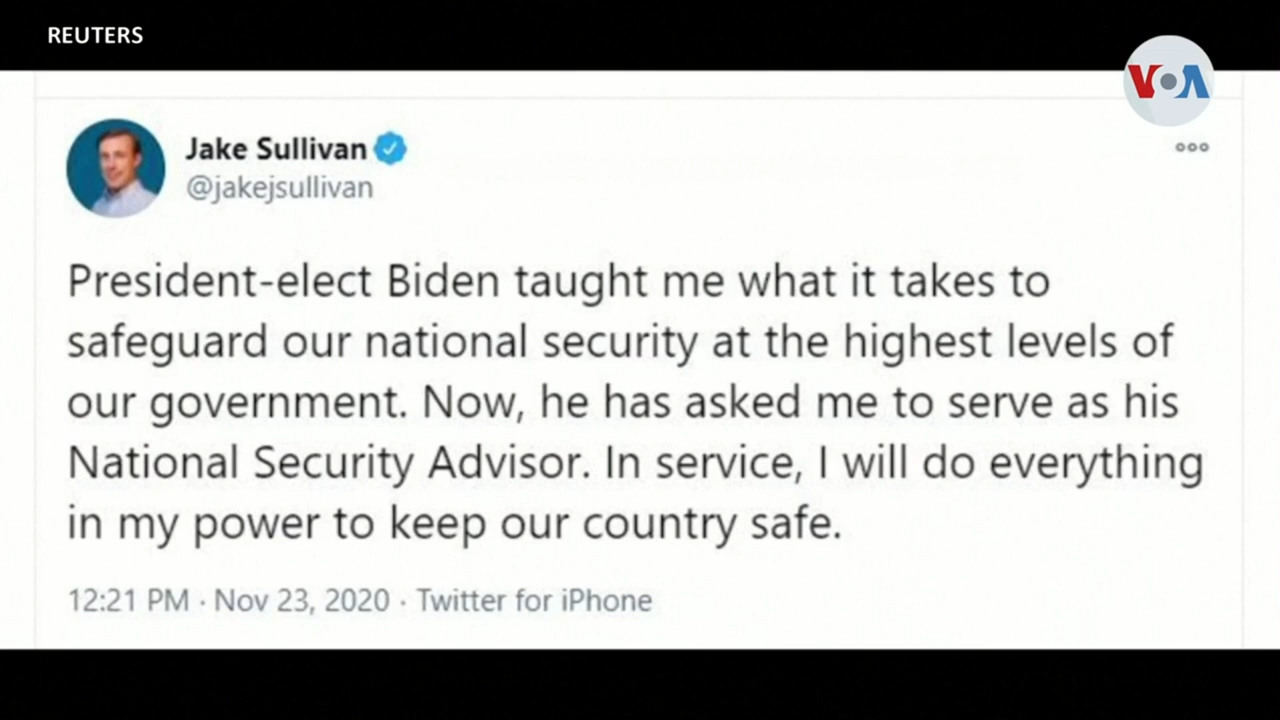 REUTERS
VOA
Jake Sullivan
@jakejsullivan
President-elect Biden taught me what it takes to
safeguard our national security at the highest levels of
our government. Now, he has asked me to serve as his
National Security Advisor. In service, I will do everything
in my power to keep our country safe.
12:21 PM · Nov 23, 2020 · Twitter for iPhone